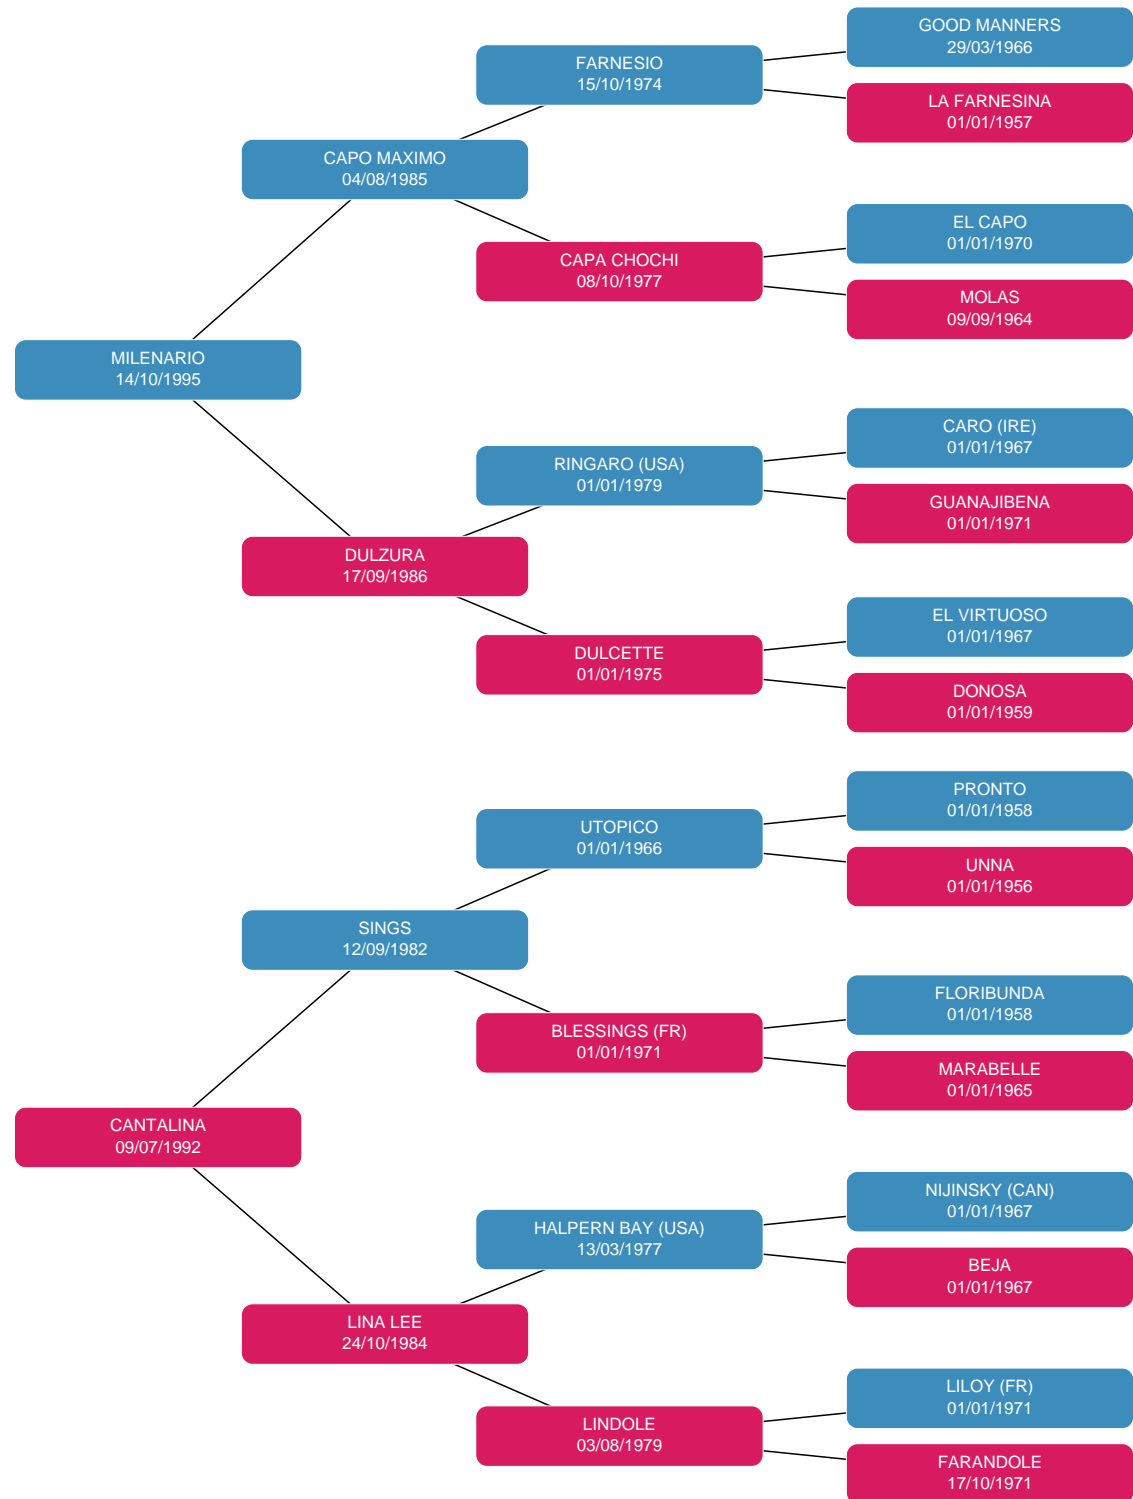 GOOD MANNERS
29/03/1966
FARNESIO
15/10/1974
LA FARNESINA
01/01/1957
CAPO MAXIMO
04/08/1985
EL CAPO
01/01/1970
CAPA CHOCHI
08/10/1977
MOLAS
09/09/1964
MILENARIO
14/10/1995
CARO (IRE)
01/01/1967
RINGARO (USA)
01/01/1979
GUANAJIBENA
01/01/1971
DULZURA
17/09/1986
EL VIRTUOSO
01/01/1967
DULCETTE
01/01/1975
DONOSA
01/01/1959
PRONTO
01/01/1958
UTOPICO
01/01/1966
UNNA
01/01/1956
SINGS
12/09/1982
FLORIBUNDA
01/01/1958
BLESSINGS (FR)
01/01/1971
MARABELLE
01/01/1965
CANTALINA
09/07/1992
NIJINSKY (CAN)
01/01/1967
HALPERN BAY (USA)
13/03/1977
BEJA
01/01/1967
LINA LEE
24/10/1984
LILOY (FR)
01/01/1971
LINDOLE
03/08/1979
FARANDOLE
17/10/1971